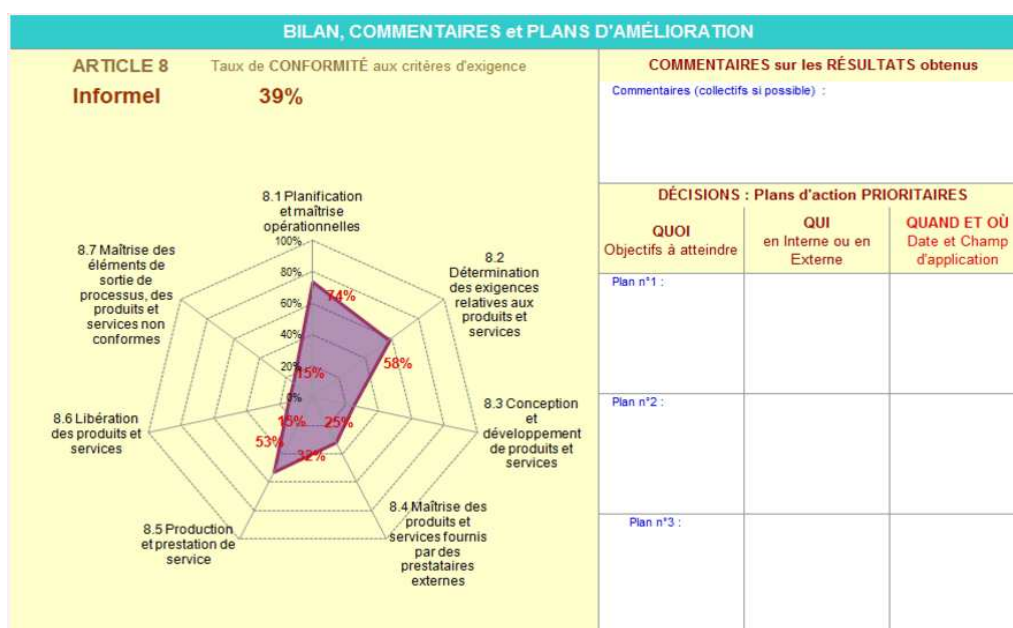 BILAN, COMMENTAIRES et PLANS D'AMÉLIORATION
ARTICLE 8 Taux de CONFORMITÉ aux critères d'exigence
Informel 39%
8.1 Planification
et maîtrise
opérationnelles
100%
80%
60%
40%
20%
0%
74%
58%
25%
32%
53%
15%
15%
8.2
Détermination
des exigences
relatives aux
produits et
services
8.3 Conception
et
développement
de produits et
services
8.4 Maîtrise des
produits et
services fournis
par des
prestataires
externes
8.5 Production
et prestation de
service
8.6 Libération
des produits et
services
8.7 Maîtrise des
éléments de
sortie de
processus, des
produits et
services non
conformes
COMMENTAIRES sur les RÉSULTATS obtenus
Commentaires (collectifs si possible) :
DÉCISIONS : Plans d'action PRIORITAIRES
QUOI
Objectifs à atteindre
QUI
en Interne ou en
Externe
QUAND ET OÙ
Date et Champ
d'application
Plan n°1 :
Plan n°2 :
Plan n°3 :